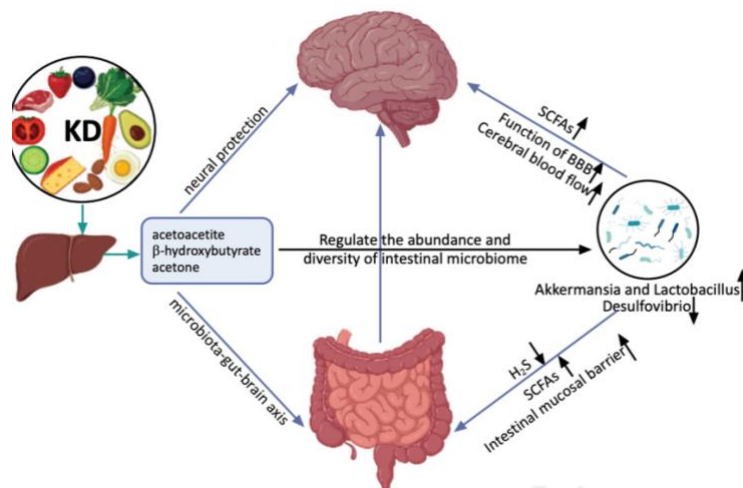 KD
neural protection
SCFAs
Function of BBB
Cerebral blood flow
acetoacetite
β-hydroxybutyrate
acetone
Regulate the abundance and
diversity of intestinal microbiome
Akkermansia and Lactobacillus
Desulfovibrio
microbiota-gut-brain axis
H₂S
SCFAs
Intestinal mucosal barrier